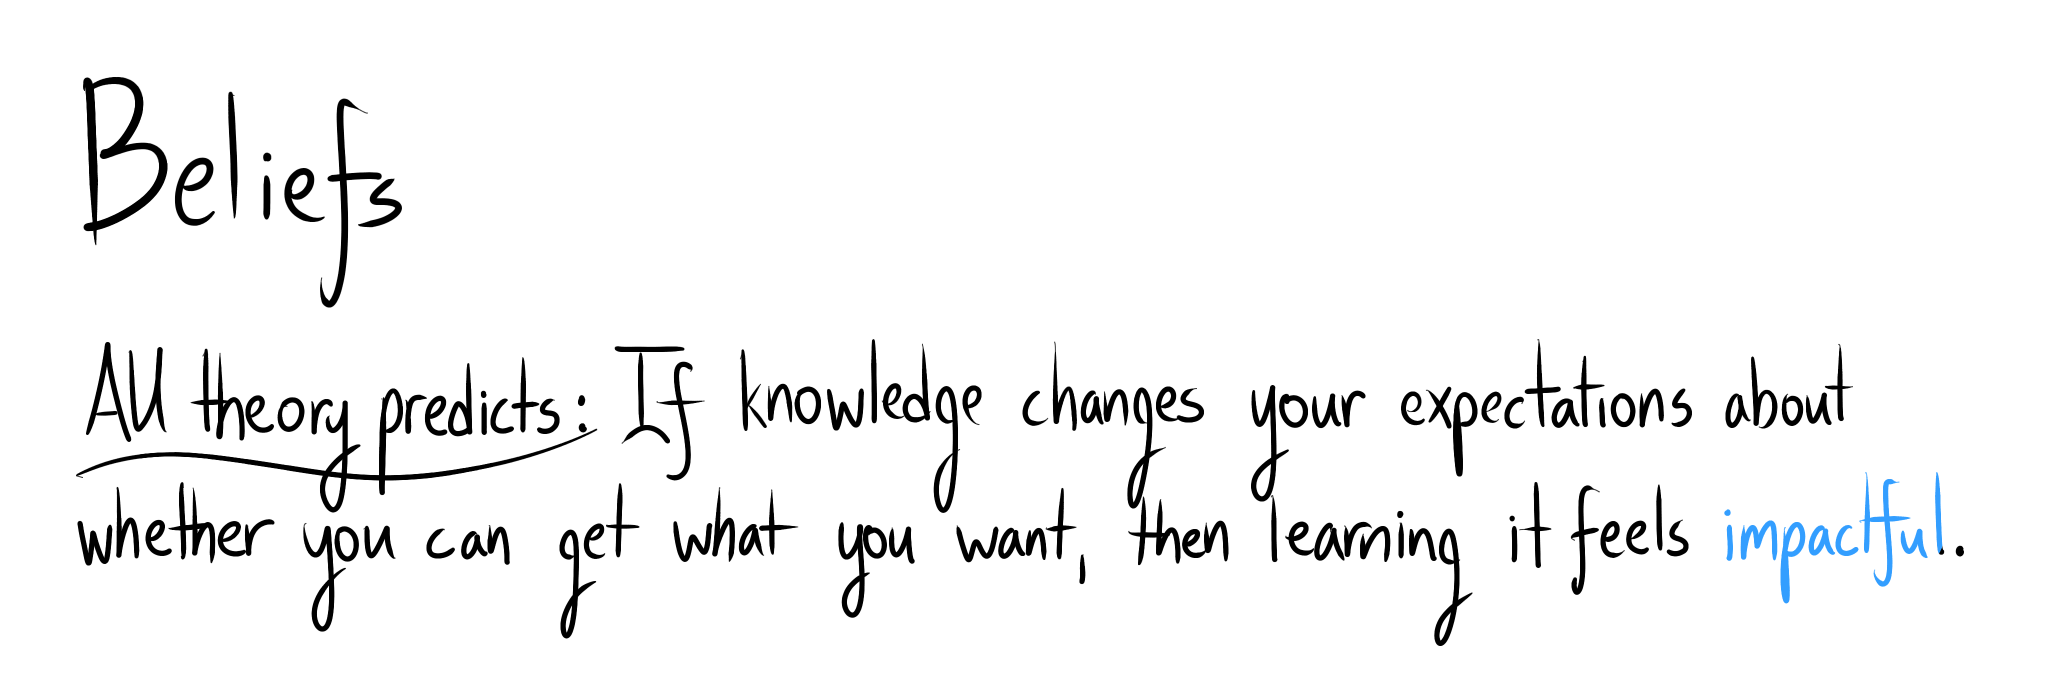 Beliefs
AU theory predicts: If knowledge changes your expectations about
whether you can get what you want, then learning it feels impactful.